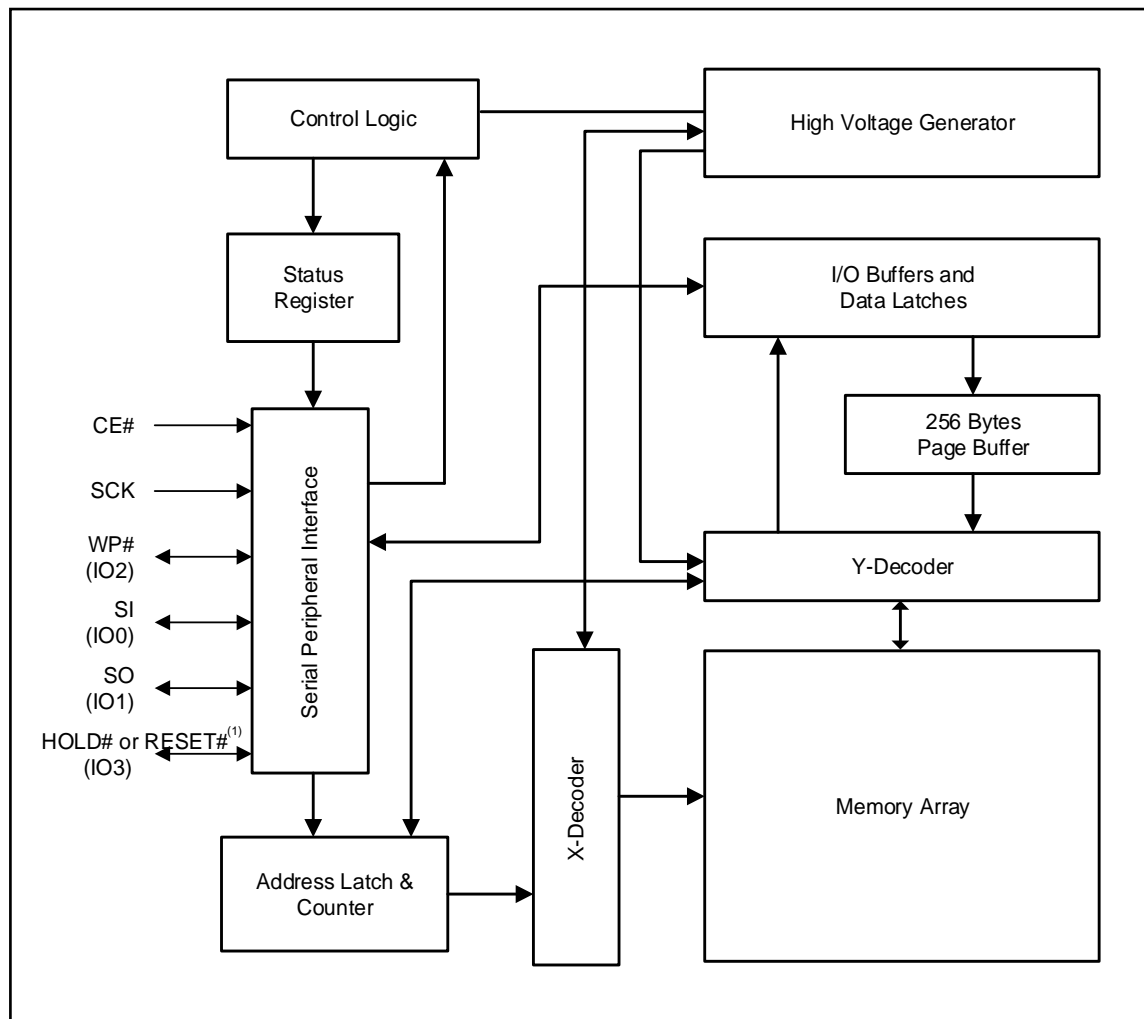 Control Logic
High Voltage Generator
Status
Register
I/O Buffers and
Data Latches
256 Bytes
Page Buffer
CE#
SCK
WP#
(IO2)
SI
(IO0)
SO
(IO1)
HOLD# or RESET#(1)
(IO3)
Serial Peripheral Interface
Y-Decoder
X-Decoder
Memory Array
Address Latch &
Counter